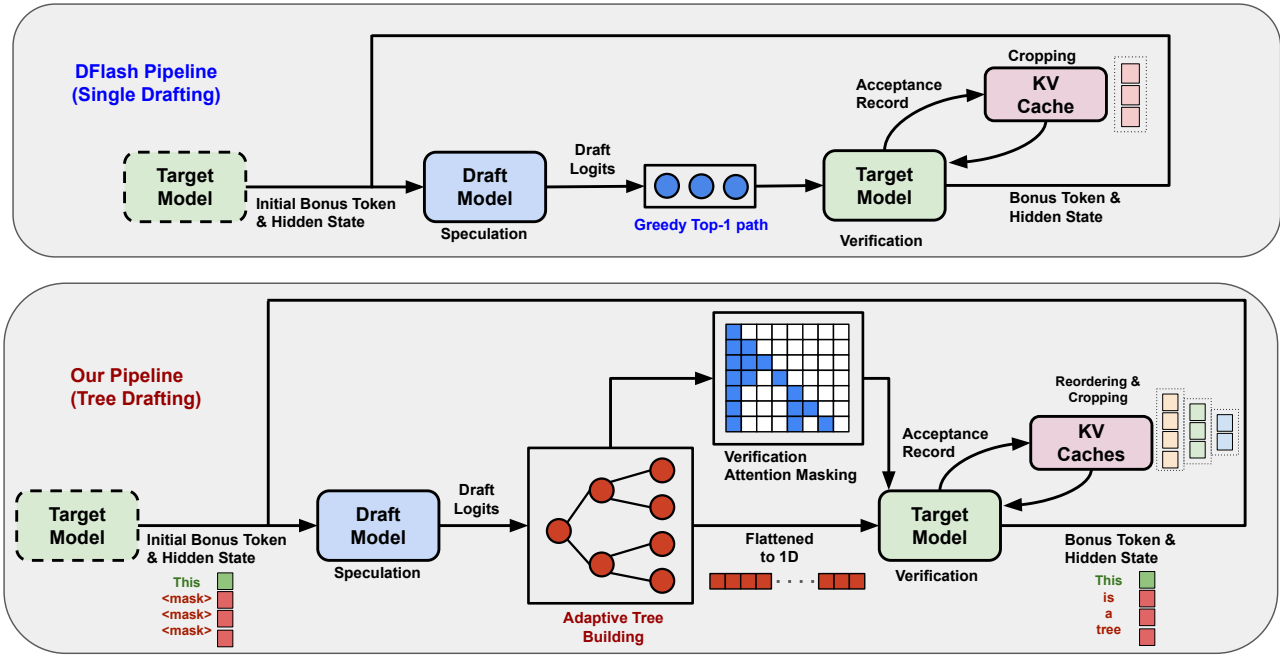 DFlash Pipeline
(Single Drafting)
Target
Model
Initial Bonus Token
& Hidden State
Draft
Model
Speculation
Draft
Logits
Greedy Top-1 path
Target
Model
Verification
Acceptance
Record
Cropping
KV
Cache
Bonus Token &
Hidden State
Our Pipeline
(Tree Drafting)
Target
Model
Initial Bonus Token
& Hidden State
This
<mask>
<mask>
<mask>
Draft
Model
Speculation
Draft
Logits
Adaptive Tree
Building
Verification
Attention Masking
Flattened
to 1D
Target
Model
Verification
Acceptance
Record
Reordering &
Cropping
KV
Caches
Bonus Token &
Hidden State
This
is
a
tree